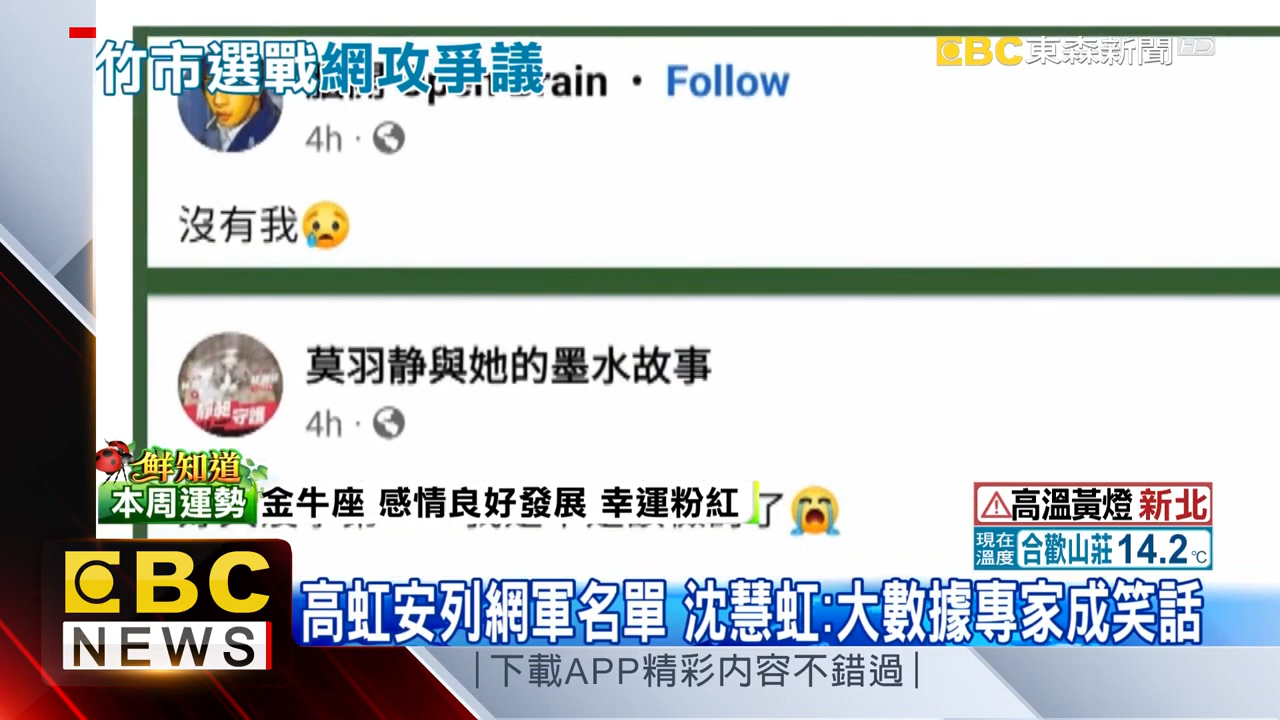 竹市選戰網攻爭議
EBC東森新聞HD
Open Brain · Follow
4h ·
沒有我😢
莫羽静與她的墨水故事
4h ·
鮮知道
本周運勢
金牛座 感情良好發展 幸運粉紅
了😭
高溫黃燈 新北
現在溫度 合歡山莊 14.2℃
EBC NEWS
高虹安列網軍名單 沈慧虹:大數據專家成笑話
|下載APP精彩内容不錯過|